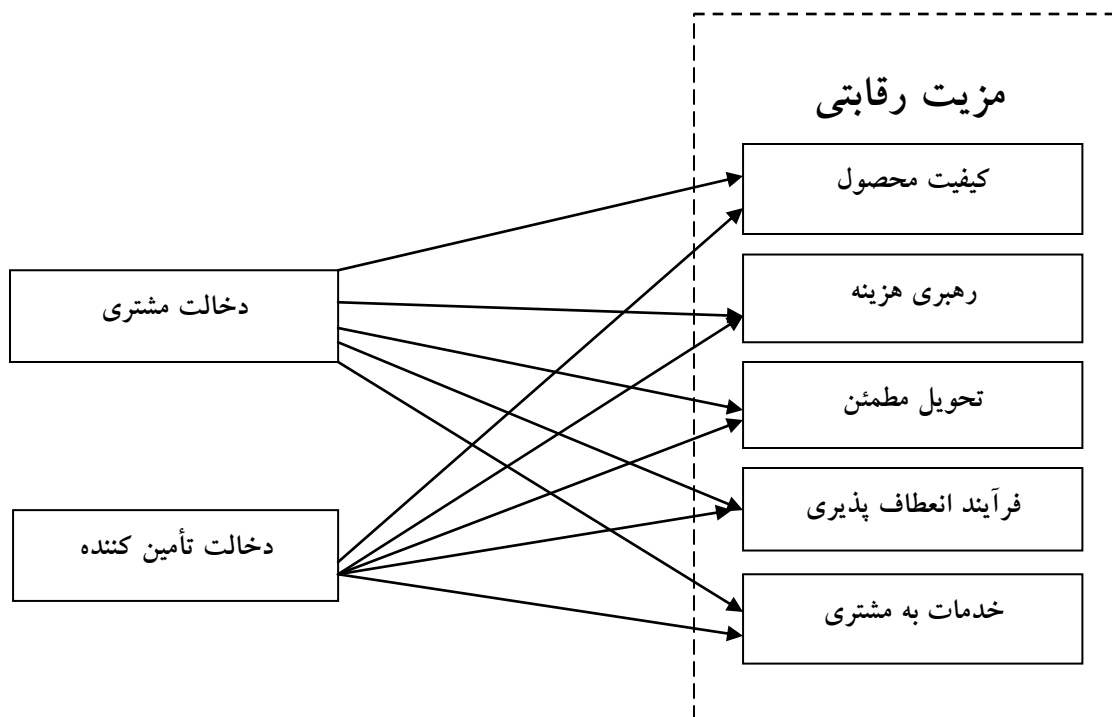 مزیت رقابتی
کیفیت محصول
رهبری هزینه
دخالت مشتری
تحویل مطمئن
فرآیند انعطاف پذیری
دخالت تأمین کننده
خدمات به مشتری